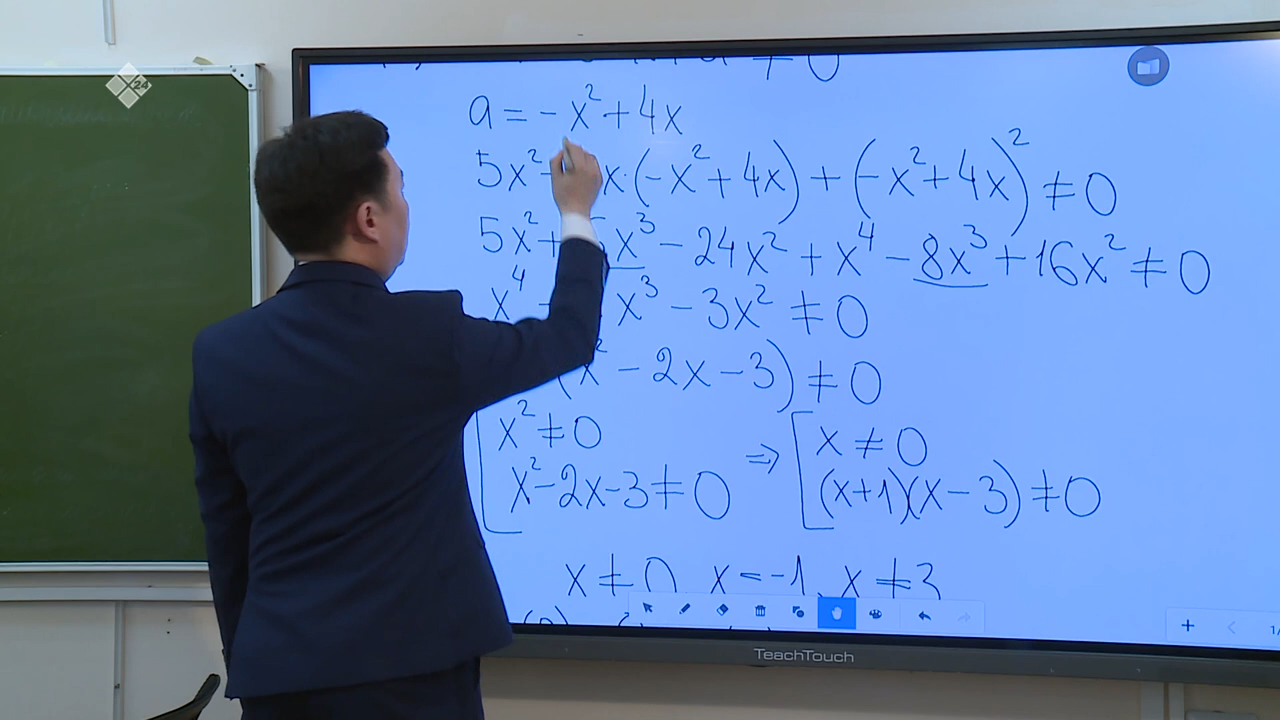 a = -x² + 4x
5x² x·(-x² + 4x) + (-x² + 4x)² ≠ 0
5x² + x³ - 24x² + x⁴ - 8x³ + 16x² ≠ 0
x⁴ x³ - 3x² ≠ 0
(x² - 2x - 3) ≠ 0
x² ≠ 0 ⇒ x ≠ 0
x² - 2x - 3 ≠ 0 (x+1)(x-3) ≠ 0
x ≠ 0, x = -1, x ≠ 3
TeachTouch
24